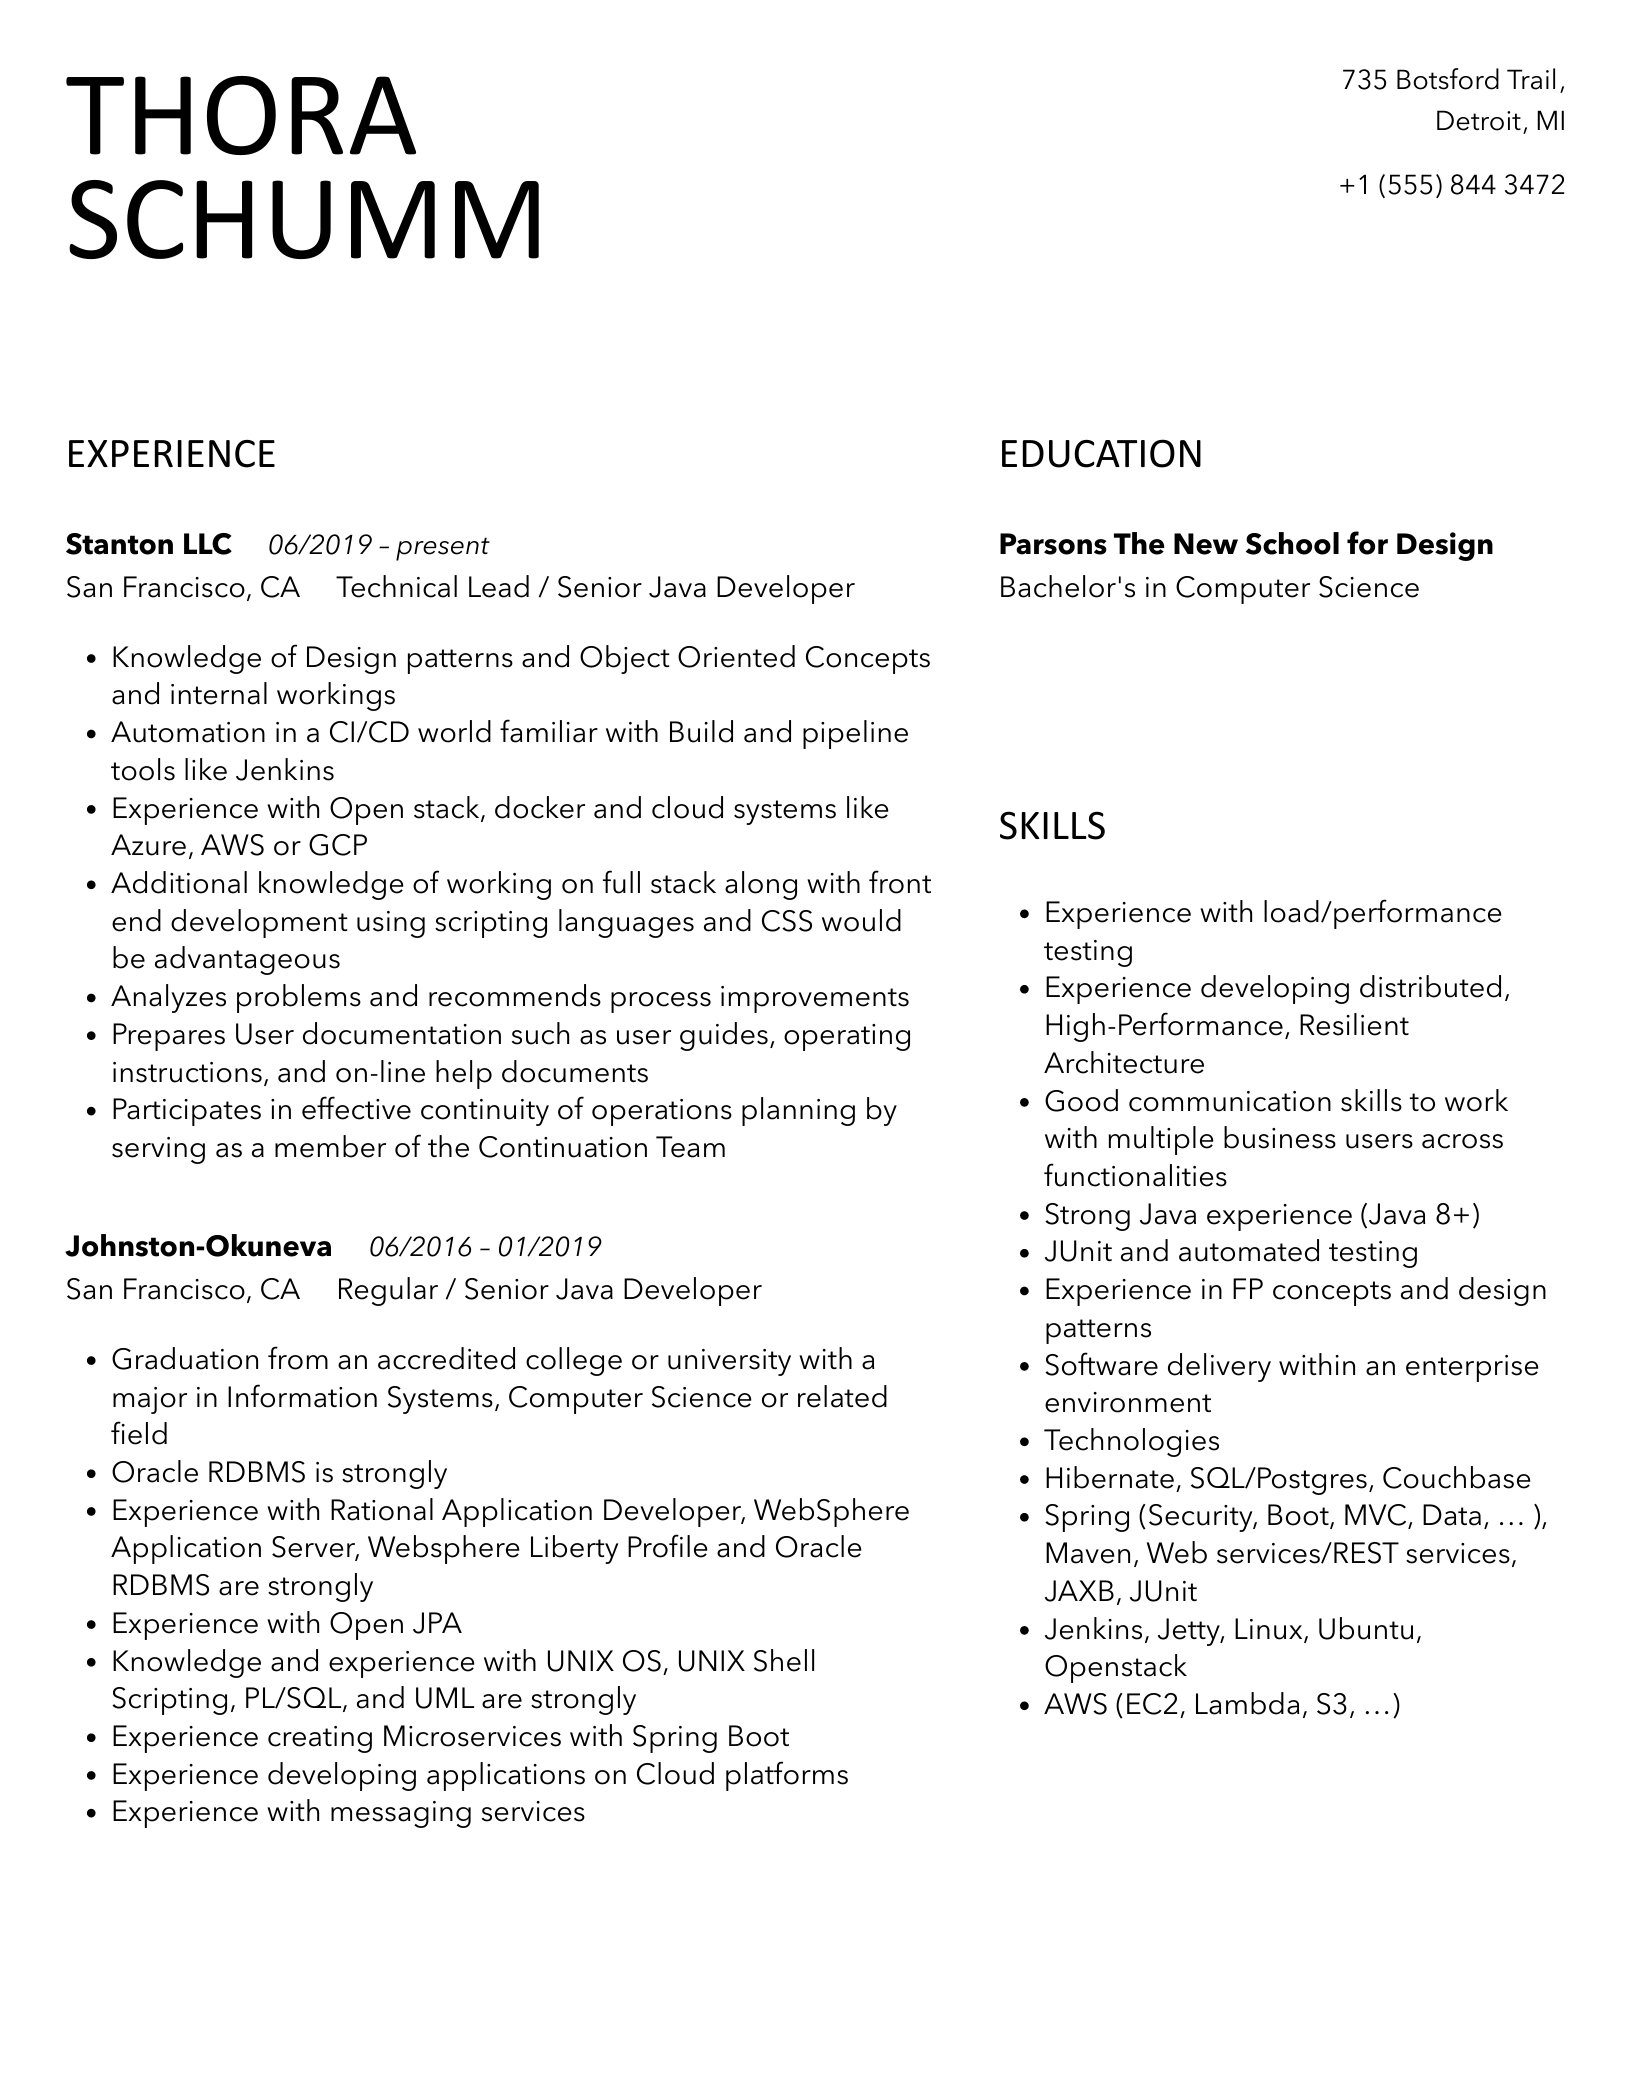 THORA
SCHUMM
735 Botsford Trail,
Detroit, MI
+1 (555) 844 3472
EXPERIENCE
Stanton LLC 06/2019 – present
San Francisco, CA Technical Lead / Senior Java Developer
• Knowledge of Design patterns and Object Oriented Concepts
and internal workings
• Automation in a CI/CD world familiar with Build and pipeline
tools like Jenkins
• Experience with Open stack, docker and cloud systems like
Azure, AWS or GCP
• Additional knowledge of working on full stack along with front
end development using scripting languages and CSS would
be advantageous
• Analyzes problems and recommends process improvements
• Prepares User documentation such as user guides, operating
instructions, and on-line help documents
• Participates in effective continuity of operations planning by
serving as a member of the Continuation Team
Johnston-Okuneva 06/2016 – 01/2019
San Francisco, CA Regular / Senior Java Developer
• Graduation from an accredited college or university with a
major in Information Systems, Computer Science or related
field
• Oracle RDBMS is strongly
• Experience with Rational Application Developer, WebSphere
Application Server, Websphere Liberty Profile and Oracle
RDBMS are strongly
• Experience with Open JPA
• Knowledge and experience with UNIX OS, UNIX Shell
Scripting, PL/SQL, and UML are strongly
• Experience creating Microservices with Spring Boot
• Experience developing applications on Cloud platforms
• Experience with messaging services
EDUCATION
Parsons The New School for Design
Bachelor's in Computer Science
SKILLS
• Experience with load/performance
testing
• Experience developing distributed,
High-Performance, Resilient
Architecture
• Good communication skills to work
with multiple business users across
functionalities
• Strong Java experience (Java 8+)
• JUnit and automated testing
• Experience in FP concepts and design
patterns
• Software delivery within an enterprise
environment
• Technologies
• Hibernate, SQL/Postgres, Couchbase
• Spring (Security, Boot, MVC, Data, … ),
Maven, Web services/REST services,
JAXB, JUnit
• Jenkins, Jetty, Linux, Ubuntu,
Openstack
• AWS (EC2, Lambda, S3, …)